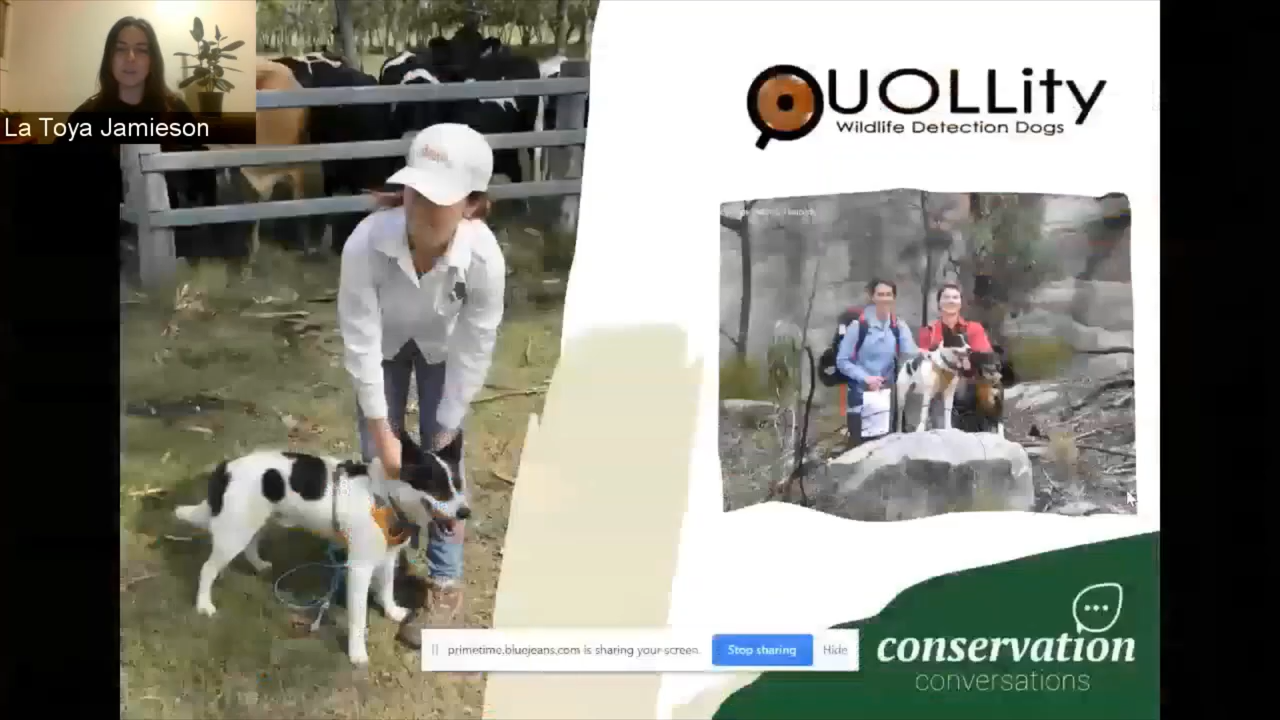 La Toya Jamieson
QUOLLity
Wildlife Detection Dogs
primetime.bluejeans.com is sharing your screen.
Stop sharing
Hide
conservation
conversations